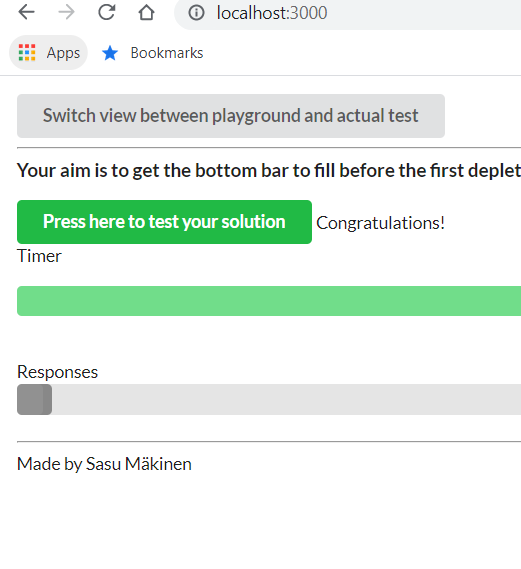 localhost:3000
Apps Bookmarks
Switch view between playground and actual test
Your aim is to get the bottom bar to fill before the first deplet
Press here to test your solution Congratulations!
Timer
Responses
Made by Sasu Mäkinen